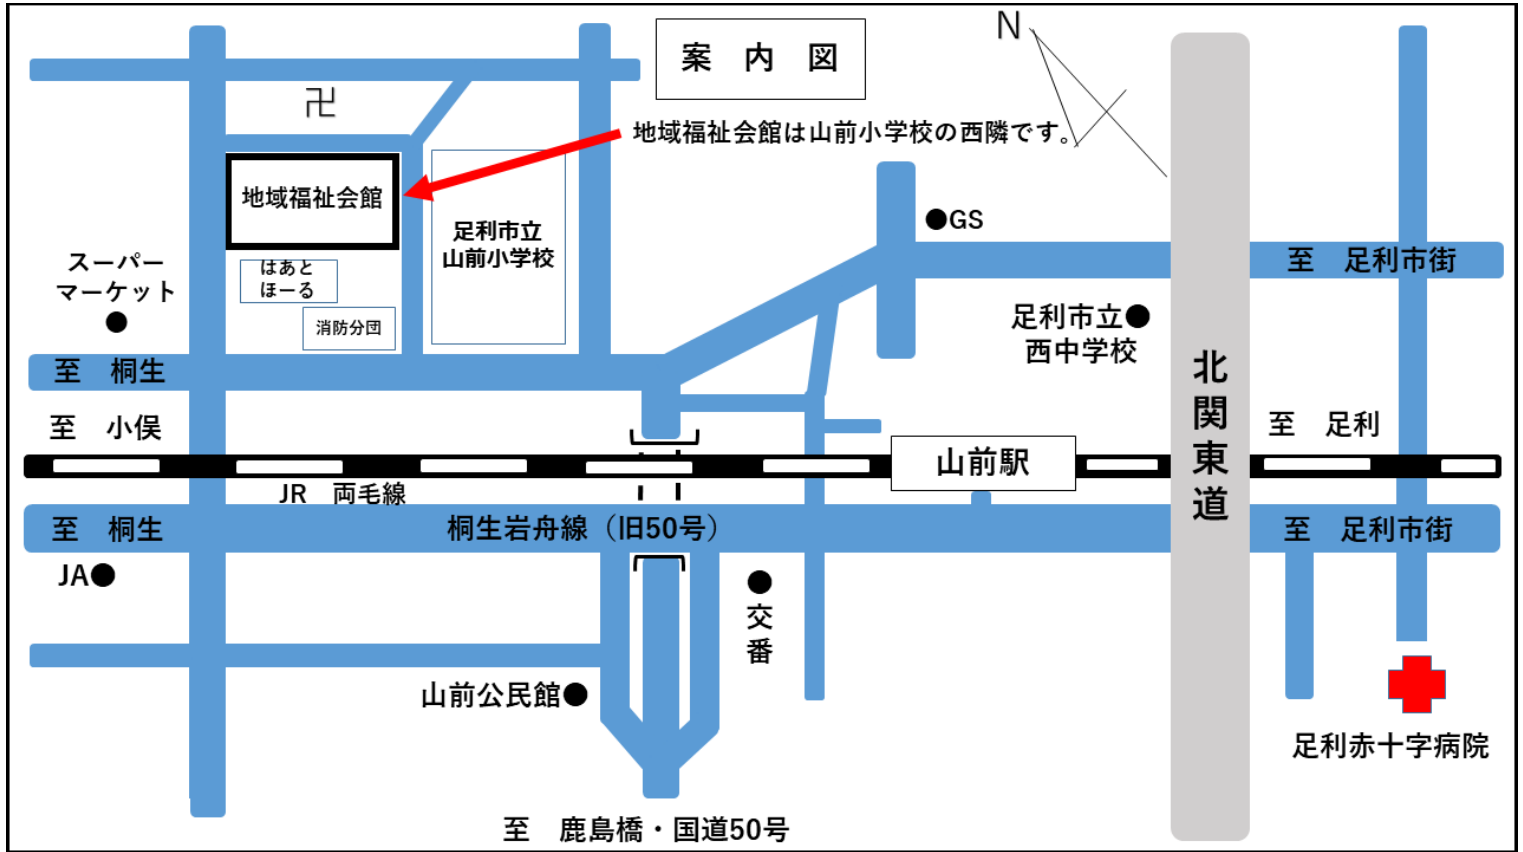 案　内　図
N
卍
地域福祉会館は山前小学校の西隣です。
地域福祉会館
足利市立
山前小学校
はあと
ほーる
消防分団
スーパー
マーケット
●
●GS
至　足利市街
足利市立●
西中学校
至　桐生
至　小俣
北関東道
至　足利
山前駅
JR　両毛線
至　桐生
桐生岩舟線（旧50号）
至　足利市街
JA●
●
交番
山前公民館●
足利赤十字病院
至　鹿島橋・国道50号